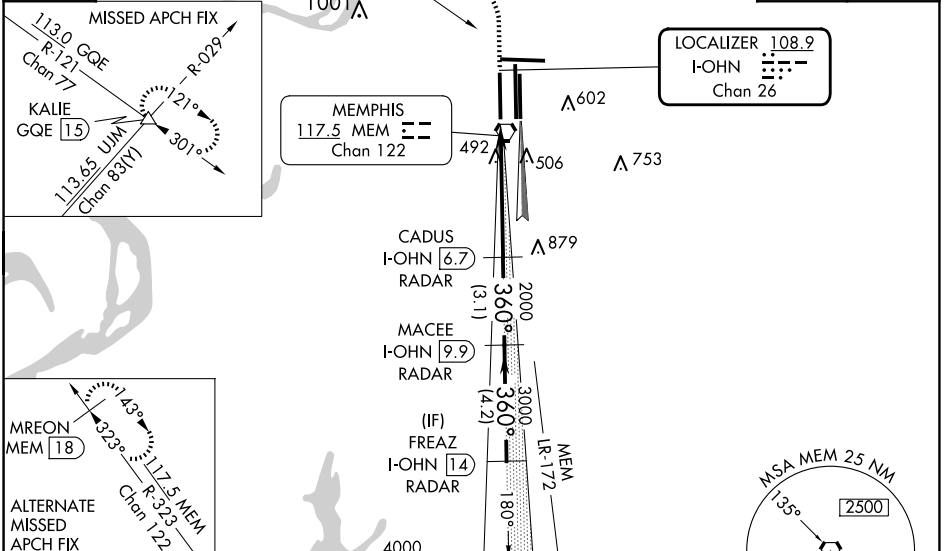 MISSED APCH FIX
113.0 GQE
R-121
Chan 77
R-029
KALIE
GQE 15
121°
301°
113.65 UJM
Chan 83(Y)
1001
LOCALIZER 108.9
I-OHN
Chan 26
602
MEMPHIS
117.5 MEM
Chan 122
492
506
753
879
CADUS
I-OHN 6.7
RADAR
2000
360°
(3.1)
MACEE
I-OHN 9.9
RADAR
3000
360°
(4.2)
(IF)
FREAZ
I-OHN 14
RADAR
MEM
LR-172
180°
4000
MREON
MEM 18
143°
323°
117.5 MEM
R-323
Chan 122
ALTERNATE
MISSED
APCH FIX
MSA MEM 25 NM
135°
2500